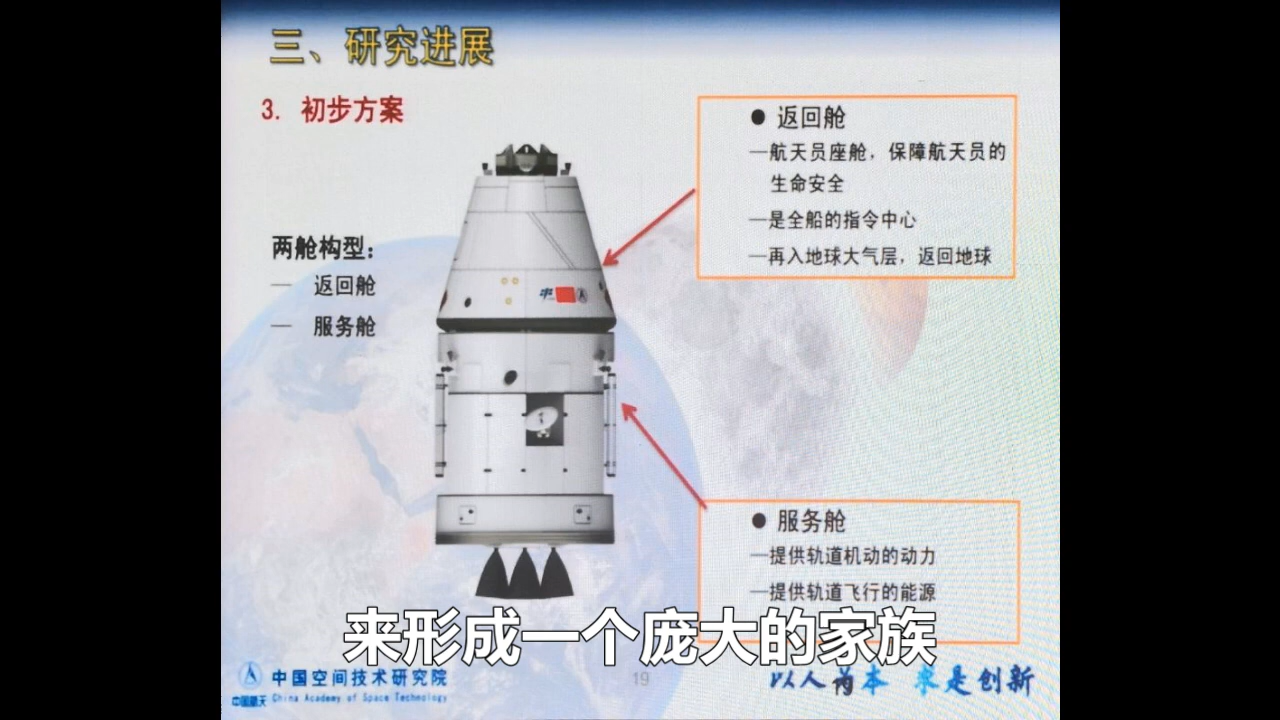 三、研究进展
3. 初步方案
两舱构型:
— 返回舱
— 服务舱
● 返回舱
—航天员座舱，保障航天员的
生命安全
—是全船的指令中心
—再入地球大气层，返回地球
中
● 服务舱
—提供轨道机动的动力
—提供轨道飞行的能源
来形成一个庞大的家族
中国航天
中国空间技术研究院
China Academy of Space Technology
19
以人为本 求是创新